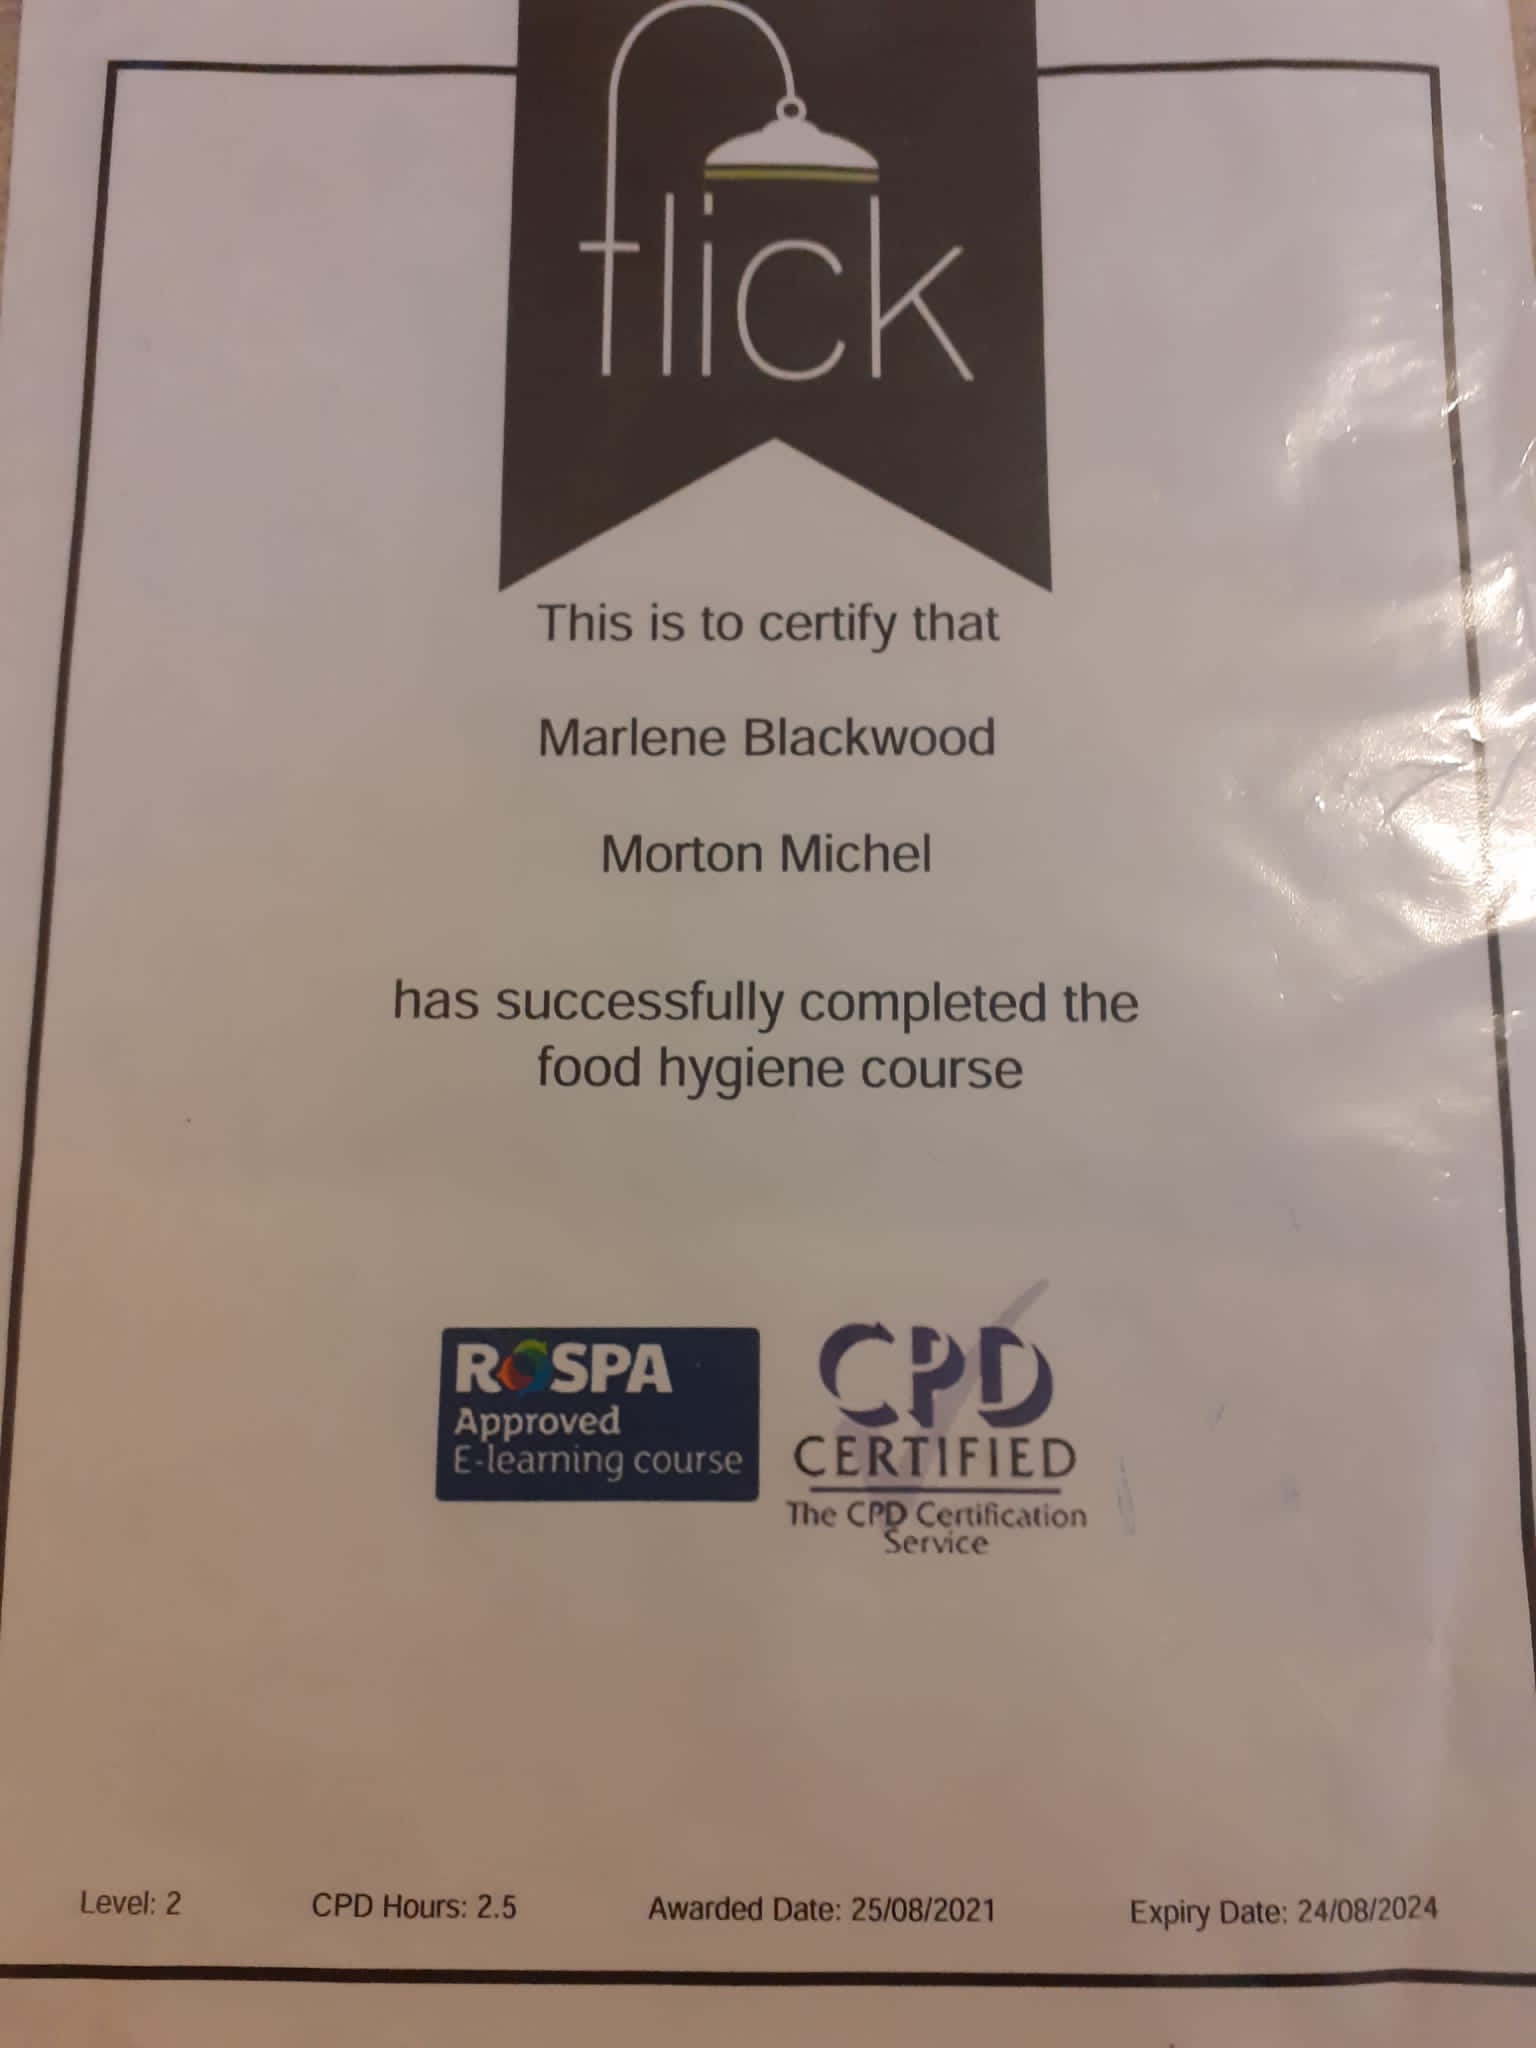 flick
This is to certify that
Marlene Blackwood
Morton Michel
has successfully completed the
food hygiene course
RoSPA
Approved
E-learning course
CPD
CERTIFIED
The CPD Certification
Service
Level: 2 CPD Hours: 2.5 Awarded Date: 25/08/2021 Expiry Date: 24/08/2024